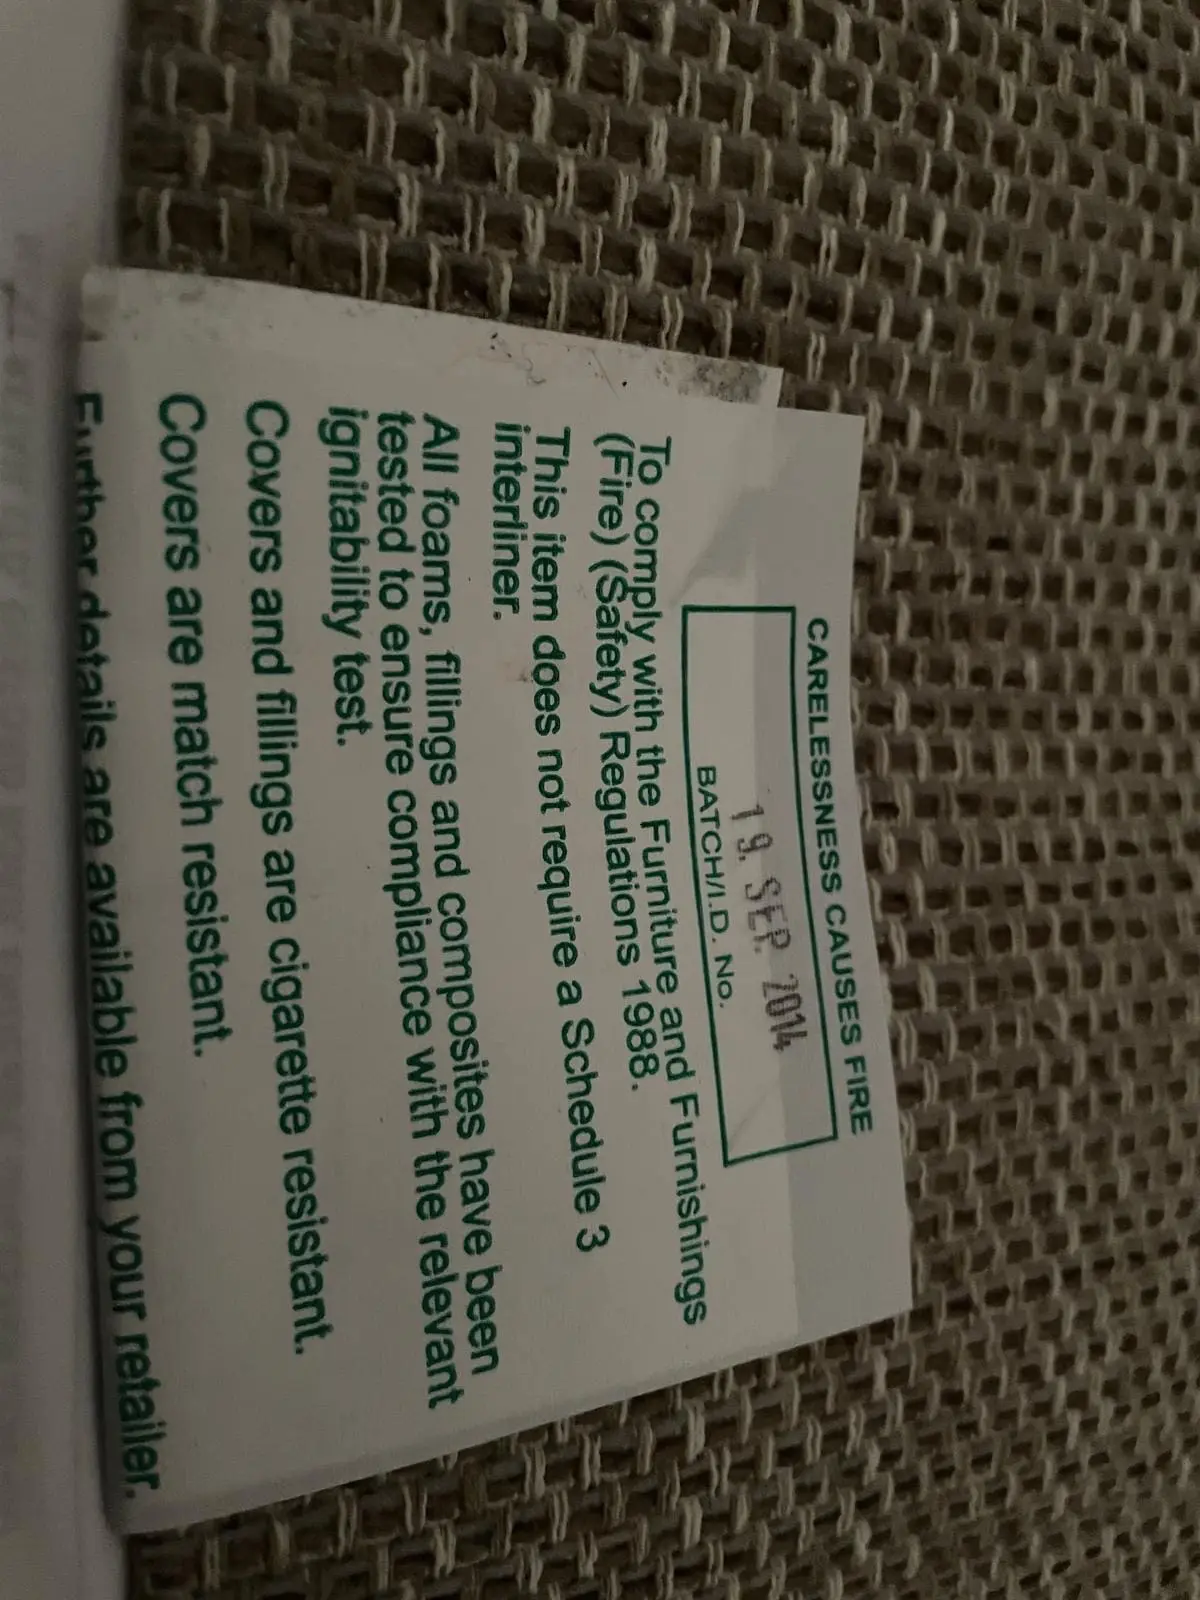 CARELESSNESS CAUSES FIRE
19. SEP. 2014
BATCH/I.D. No.
To comply with the Furniture and Furnishings
(Fire) (Safety) Regulations 1988.
This item does not require a Schedule 3
interliner.
All foams, fillings and composites have been
tested to ensure compliance with the relevant
ignitability test.
Covers and fillings are cigarette resistant.
Covers are match resistant.
Further details are available from your retailer.